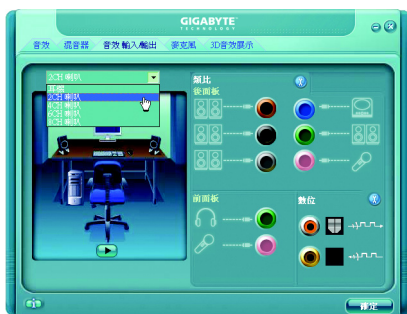 GIGABYTE
TECHNOLOGY
音效 混音器 音效輸入/輸出 麥克風 3D音效展示
2CH 喇叭
耳機
2CH 喇叭
4CH 喇叭
6CH 喇叭
8CH 喇叭
類比
後面板
前面板
數位
確定